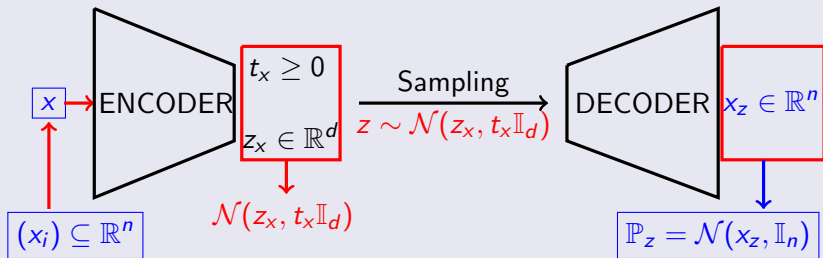 t_x ≥ 0
Sampling
x
ENCODER
z_x ∈ ℝ^d
z ∼ 𝒩(z_x, t_x𝕀_d)
DECODER
x_z ∈ ℝ^n
𝒩(z_x, t_x𝕀_d)
(x_i) ⊆ ℝ^n
ℙ_z = 𝒩(x_z, 𝕀_n)